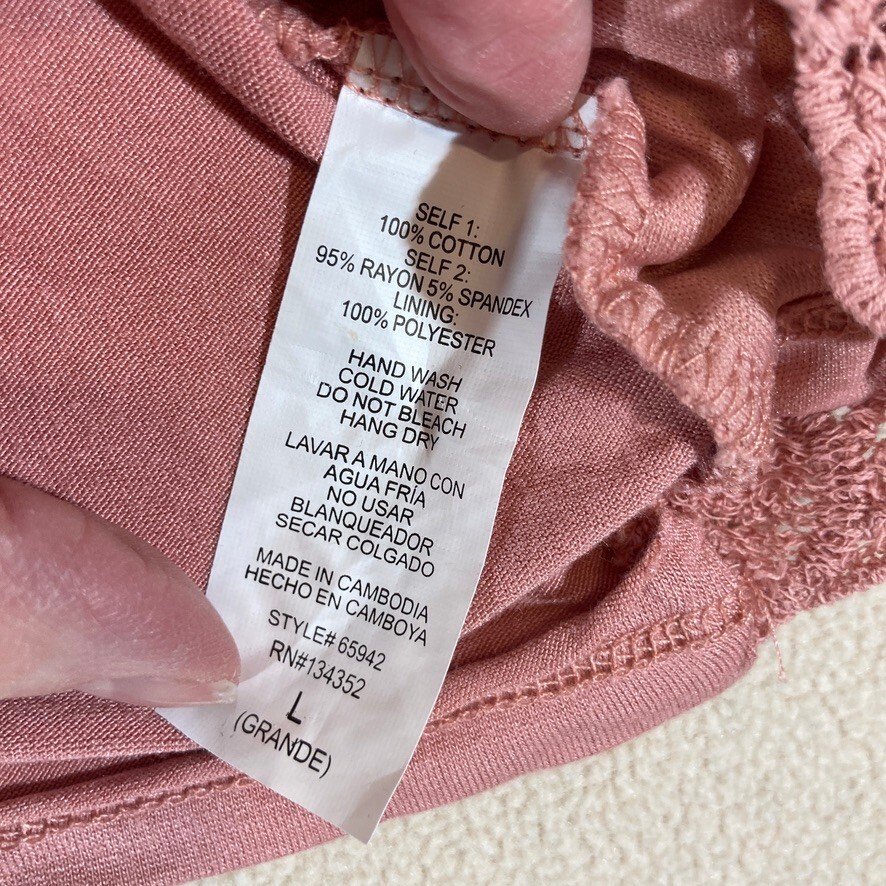 SELF 1:
100% COTTON
SELF 2:
95% RAYON 5% SPANDEX
LINING:
100% POLYESTER
HAND WASH
COLD WATER
DO NOT BLEACH
HANG DRY
LAVAR A MANO CON
AGUA FRÍA
NO USAR
BLANQUEADOR
SECAR COLGADO
MADE IN CAMBODIA
HECHO EN CAMBOYA
STYLE# 65942
RN#134352
L
(GRANDE)